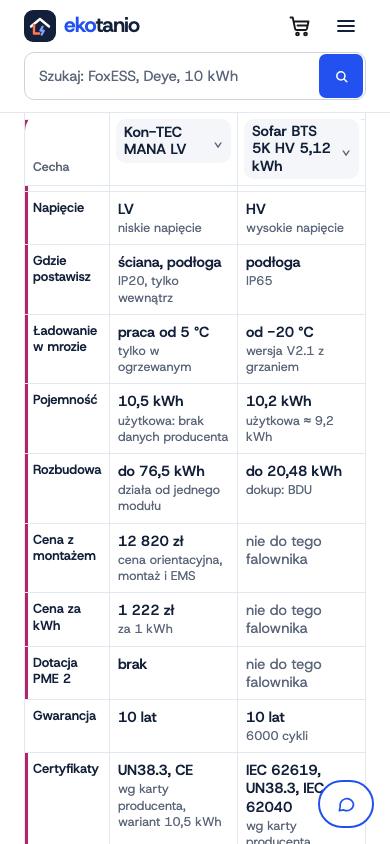 ekotanio
Szukaj: FoxESS, Deye, 10 kWh
Cecha
Kon-TEC
MANA LV
Sofar BTS
5K HV 5,12
kWh
Napięcie
LV
niskie napięcie
HV
wysokie napięcie
Gdzie
postawisz
ściana, podłoga
IP20, tylko
wewnątrz
podłoga
IP65
Ładowanie
w mrozie
praca od 5 °C
tylko w
ogrzewanym
od −20 °C
wersja V2.1 z
grzaniem
Pojemność
10,5 kWh
użytkowa: brak
danych producenta
10,2 kWh
użytkowa ≈ 9,2
kWh
Rozbudowa
do 76,5 kWh
działa od jednego
modułu
do 20,48 kWh
dokup: BDU
Cena z
montażem
12 820 zł
cena orientacyjna,
montaż i EMS
nie do tego
falownika
Cena za
kWh
1 222 zł
za 1 kWh
nie do tego
falownika
Dotacja
PME 2
brak
nie do tego
falownika
Gwarancja
10 lat
10 lat
6000 cykli
Certyfikaty
UN38.3, CE
wg karty
producenta,
wariant 10,5 kWh
IEC 62619,
UN38.3, IEC
62040
wg karty
producenta